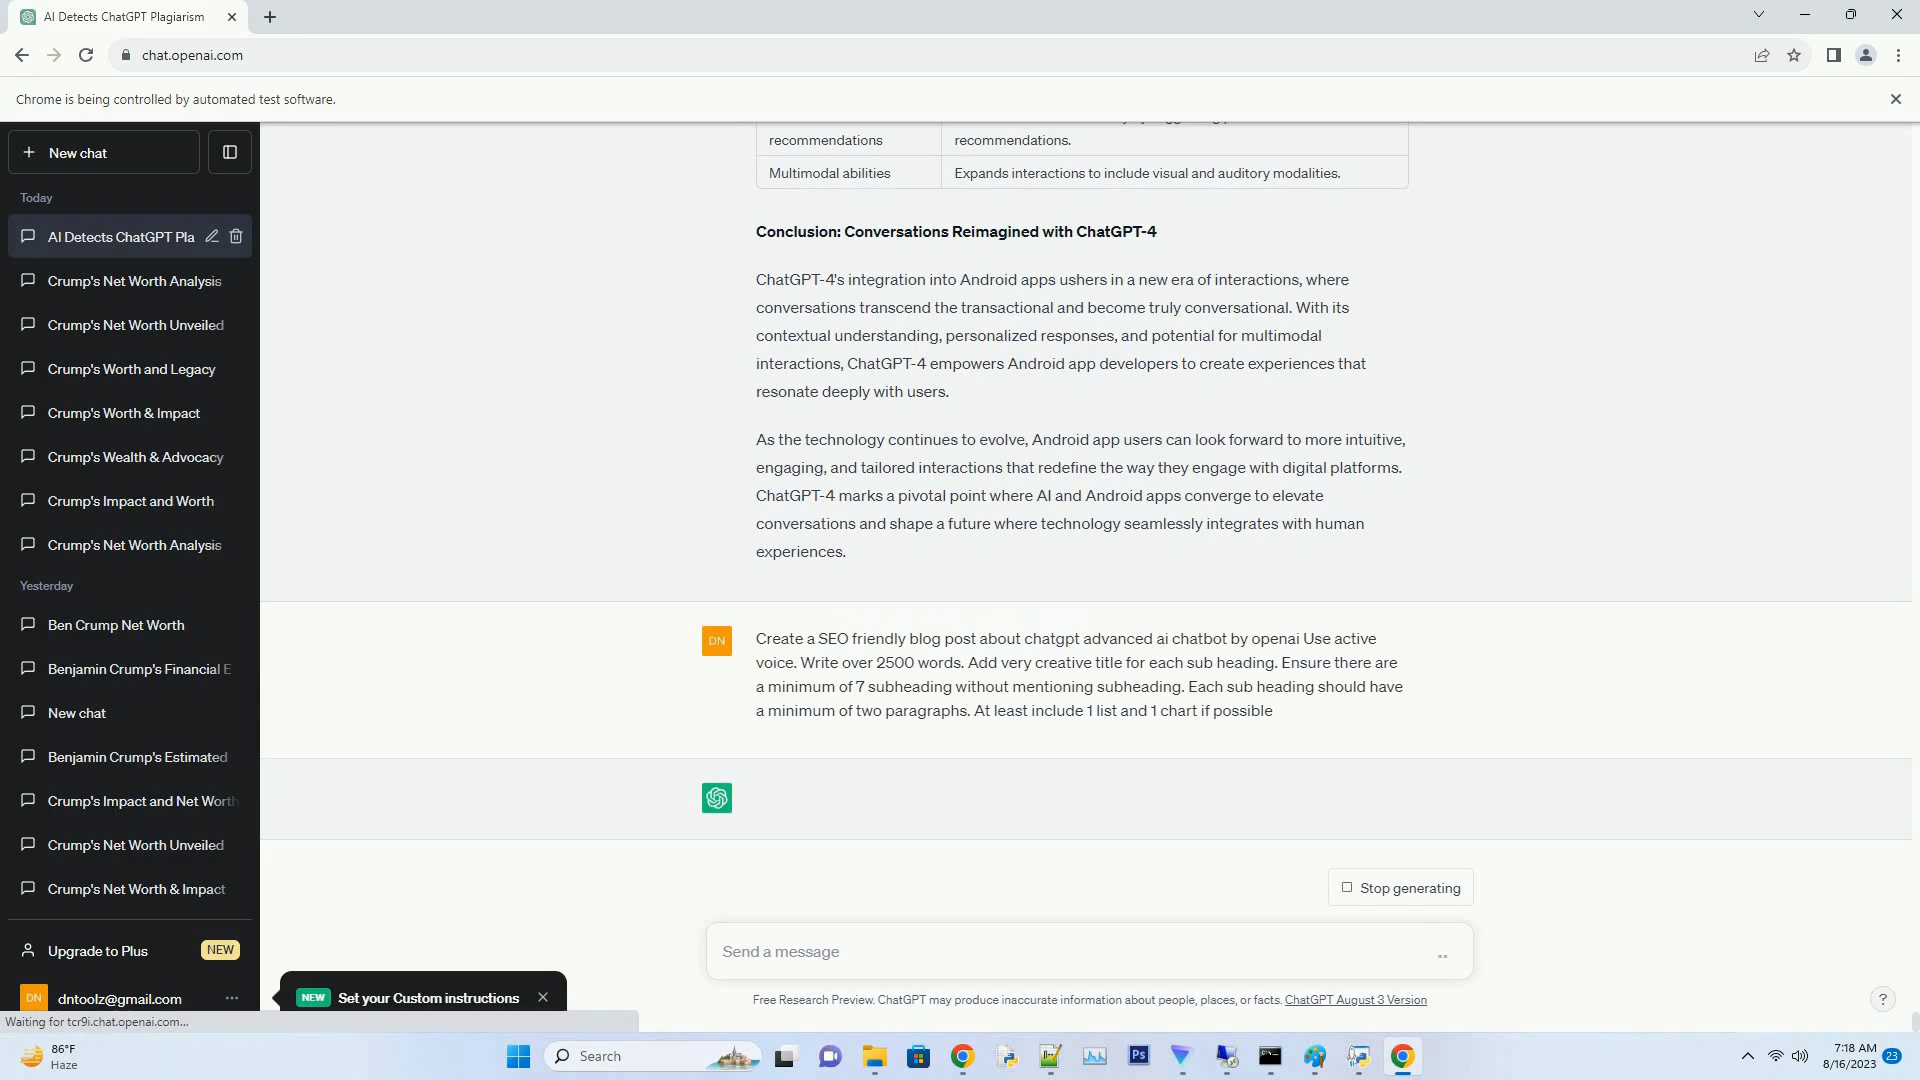 AI Detects ChatGPT Plagiarism
chat.openai.com
Chrome is being controlled by automated test software.
New chat
Today
AI Detects ChatGPT Pla
Crump's Net Worth Analysis
Crump's Net Worth Unveiled
Crump's Worth and Legacy
Crump's Worth & Impact
Crump's Wealth & Advocacy
Crump's Impact and Worth
Crump's Net Worth Analysis
Yesterday
Ben Crump Net Worth
Benjamin Crump's Financial E
New chat
Benjamin Crump's Estimated
Crump's Impact and Net Worth
Crump's Net Worth Unveiled
Crump's Net Worth & Impact
Upgrade to Plus NEW
DN dntoolz@gmail.com
NEW Set your Custom instructions
Waiting for tcr9i.chat.openai.com...
recommendations recommendations.
Multimodal abilities Expands interactions to include visual and auditory modalities.
Conclusion: Conversations Reimagined with ChatGPT-4
ChatGPT-4's integration into Android apps ushers in a new era of interactions, where
conversations transcend the transactional and become truly conversational. With its
contextual understanding, personalized responses, and potential for multimodal
interactions, ChatGPT-4 empowers Android app developers to create experiences that
resonate deeply with users.
As the technology continues to evolve, Android app users can look forward to more intuitive,
engaging, and tailored interactions that redefine the way they engage with digital platforms.
ChatGPT-4 marks a pivotal point where AI and Android apps converge to elevate
conversations and shape a future where technology seamlessly integrates with human
experiences.
DN
Create a SEO friendly blog post about chatgpt advanced ai chatbot by openai Use active
voice. Write over 2500 words. Add very creative title for each sub heading. Ensure there are
a minimum of 7 subheading without mentioning subheading. Each sub heading should have
a minimum of two paragraphs. At least include 1 list and 1 chart if possible
Stop generating
Send a message
Free Research Preview. ChatGPT may produce inaccurate information about people, places, or facts. ChatGPT August 3 Version
?
86°F
Haze
Search
Ps
7:18 AM
8/16/2023
23